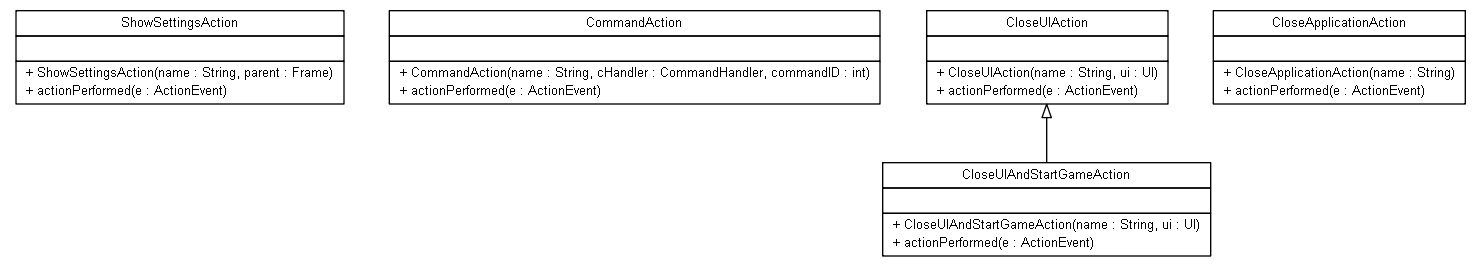 ShowSettingsAction
+ ShowSettingsAction(name : String, parent : Frame)
+ actionPerformed(e : ActionEvent)
CommandAction
+ CommandAction(name : String, cHandler : CommandHandler, commandID : int)
+ actionPerformed(e : ActionEvent)
CloseUIAction
+ CloseUIAction(name : String, ui : UI)
+ actionPerformed(e : ActionEvent)
CloseApplicationAction
+ CloseApplicationAction(name : String)
+ actionPerformed(e : ActionEvent)
CloseUIAndStartGameAction
+ CloseUIAndStartGameAction(name : String, ui : UI)
+ actionPerformed(e : ActionEvent)